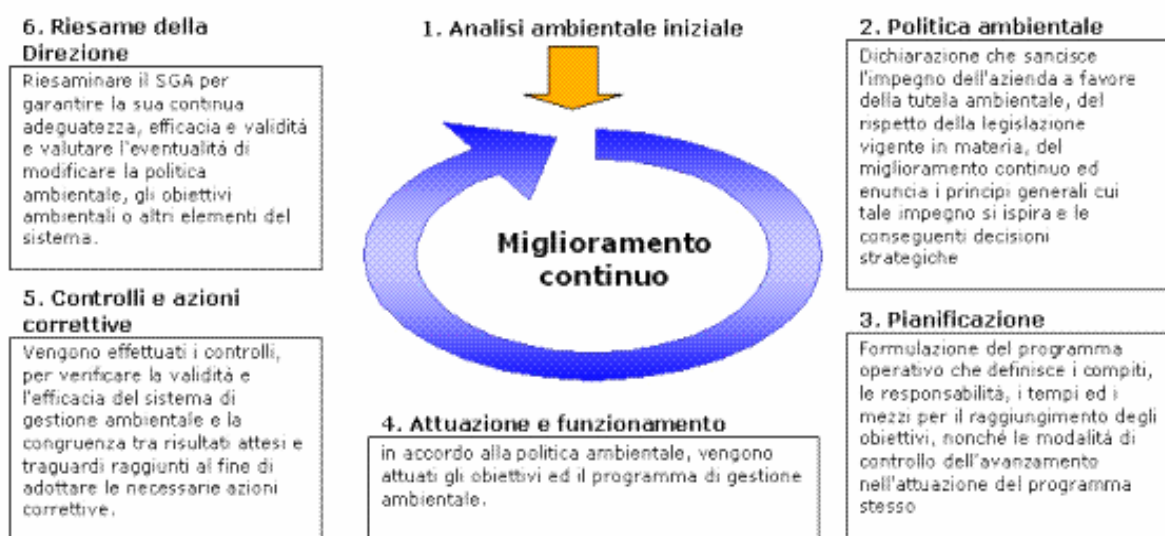 1. Analisi ambientale iniziale
2. Politica ambientale
Dichiarazione che sancisce
l'impegno dell'azienda a favore
della tutela ambientale, del
rispetto della legislazione
vigente in materia, del
miglioramento continuo ed
enuncia i principi generali cui
tale impegno si ispira e le
conseguenti decisioni
strategiche
3. Pianificazione
Formulazione del programma
operativo che definisce i compiti,
le responsabilità, i tempi ed i
mezzi per il raggiungimento degli
obiettivi, nonché le modalità di
controllo dell'avanzamento
nell'attuazione del programma
stesso
4. Attuazione e funzionamento
in accordo alla politica ambientale, vengono
attuati gli obiettivi ed il programma di gestione
ambientale.
5. Controlli e azioni
correttive
Vengono effettuati i controlli,
per verificare la validità e
l'efficacia del sistema di
gestione ambientale e la
congruenza tra risultati attesi e
traguardi raggiunti al fine di
adottare le necessarie azioni
correttive.
6. Riesame della
Direzione
Riesaminare il SGA per
garantire la sua continua
adeguatezza, efficacia e validità
e valutare l'eventualità di
modificare la politica
ambientale, gli obiettivi
ambientali o altri elementi del
sistema.
Miglioramento
continuo